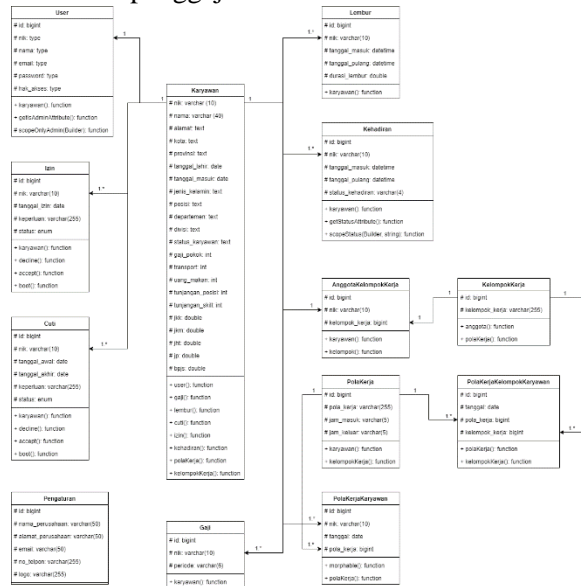 User
# id: bigint
# nik: type
# nama: type
# email: type
# password: type
# hak_akses: type
+ karyawan(): function
+ getIsAdminAttribute(): function
+ scopeOnlyAdmin(Builder): function
Izin
# id: bigint
# nik: varchar(10)
# tanggal_izin: date
# keperluan: varchar(255)
# status: enum
+ karyawan(): function
+ decline(): function
+ accept(): function
+ boot(): function
Cuti
# id: bigint
# nik: varchar(10)
# tanggal_awal: date
# tanggal_akhir: date
# keperluan: varchar(255)
# status: enum
+ karyawan(): function
+ decline(): function
+ accept(): function
+ boot(): function
Pengaturan
# id: bigint
# nama_perusahaan: varchar(50)
# alamat_perusahaan: varchar(50)
# email: varchar(50)
# no_telpon: varchar(255)
# logo: varchar(255)
Karyawan
# nik: varchar (10)
# nama: varchar (40)
# alamat: text
# kota: text
# provinsi: text
# tanggal_lahir: date
# tanggal_masuk: date
# jenis_kelamin: text
# posisi: text
# departemen: text
# divisi: text
# status_karyawan: text
# gaji_pokok: int
# transport: int
# uang_makan: int
# tunjangan_posisi: int
# tunjangan_skill: int
# jkk: double
# jkm: double
# jht: double
# jp: double
# bpjs: double
+ user(): function
+ gaji(): function
+ lembur(): function
+ cuti(): function
+ izin(): function
+ kehadiran(): function
+ polaKerja(): function
+ kelompokKerja(): function
Gaji
# id: bigint
# nik: varchar(10)
# periode: varchar(6)
+ karyawan(): function
Lembur
# id: bigint
# nik: varchar(10)
# tanggal_masuk: datetime
# tanggal_pulang: datetime
# durasi_lembur: double
+ karyawan(): function
Kehadiran
# id: bigint
# nik: varchar(10)
# tanggal_masuk: datetime
# tanggal_pulang: datetime
# status_kehadiran: varchar(4)
+ karyawan(): function
+ getStatusAttribute(): function
+ scopeStatus(Builder, string): function
AnggotaKelompokKerja
# id: bigint
# nik: varchar(10)
# kelompok_kerja: bigint
+ karyawan(): function
+ kelompok(): function
KelompokKerja
# id: bigint
# kelompok_kerja: varchar(255)
+ anggota(): function
+ polaKerja(): function
PolaKerja
# id: bigint
# pola_kerja: varchar(255)
# jam_masuk: varchar(5)
# jam_keluar: varchar(5)
+ karyawan(): function
+ kelompokKerja(): function
PolaKerjaKelompokKaryawan
# id: bigint
# tanggal: date
# pola_kerja: bigint
# kelompok_kerja: bigint
+ polaKerja(): function
+ kelompokKerja(): function
PolaKerjaKaryawan
# id: bigint
# nik: varchar(10)
# tanggal: date
# pola_kerja: bigint
+ morphable(): function
+ polaKerja(): function
1
1
1
1
1
1
1
1
1
1
1
1
1.*
1.*
1.*
1.*
1.*
1.*
1.*
1.*
1.*
1.*